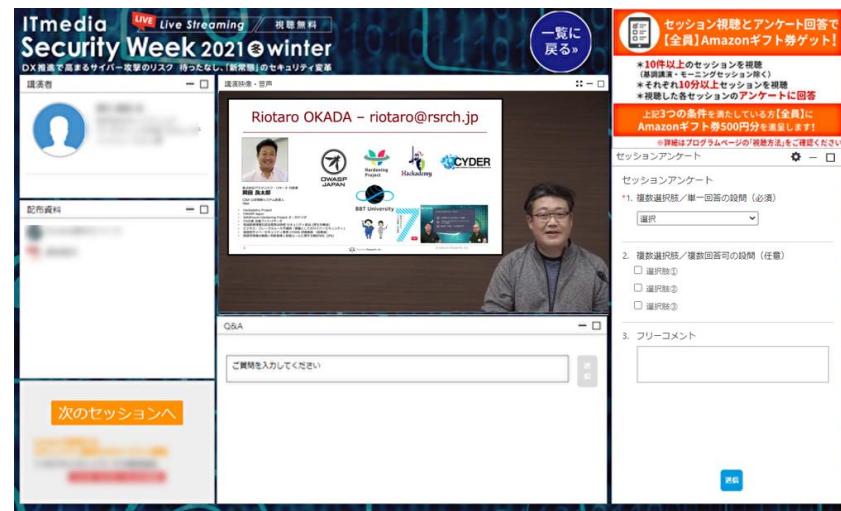 ITmedia LIVE Live Streaming / 視聴無料
Security Week 2021 冬 winter
DX推進で高まるサイバー攻撃のリスク 待ったなし、「新常態」のセキュリティ変革
一覧に
戻る»
講演者
配布資料
次のセッションへ
講演映像・音声
Riotaro OKADA – riotaro@rsrch.jp
OWASP
JAPAN
Hardening
Project
Hackademy
CYDER
岡田 良太郎
BBT University
Q&A
ご質問を入力してください
送
信
セッション視聴とアンケート回答で
【全員】Amazonギフト券ゲット!
*10件以上のセッションを視聴
(基調講演・モーニングセッション除く)
*それぞれ10分以上セッションを視聴
*視聴した各セッションのアンケートに回答
上記3つの条件を満たしている方【全員】に
Amazonギフト券500円分を進呈します!
※詳細はプログラムページの「視聴方法」をご確認ください
セッションアンケート
セッションアンケート
*1. 複数選択肢/単一回答の設問(必須)
選択
2. 複数選択肢/複数回答可の設問(任意)
選択肢①
選択肢②
選択肢③
3. フリーコメント
送信